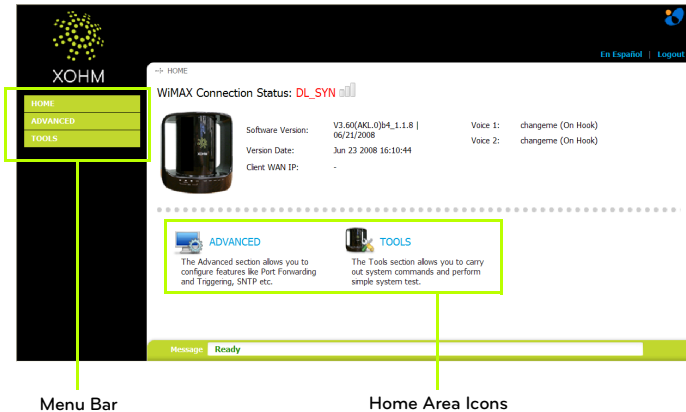 En Español | Logout
XOHM
HOME
ADVANCED
TOOLS
HOME
WiMAX Connection Status: DL_SYN
Software Version: V3.60(AKL.0)b4_1.1.8 |
06/21/2008
Version Date: Jun 23 2008 16:10:44
Client WAN IP: -
Voice 1: changeme (On Hook)
Voice 2: changeme (On Hook)
XOHM
ADVANCED
The Advanced section allows you to
configure features like Port Forwarding
and Triggering, SNTP etc.
TOOLS
The Tools section allows you to carry
out system commands and perform
simple system test.
Message Ready
Menu Bar
Home Area Icons